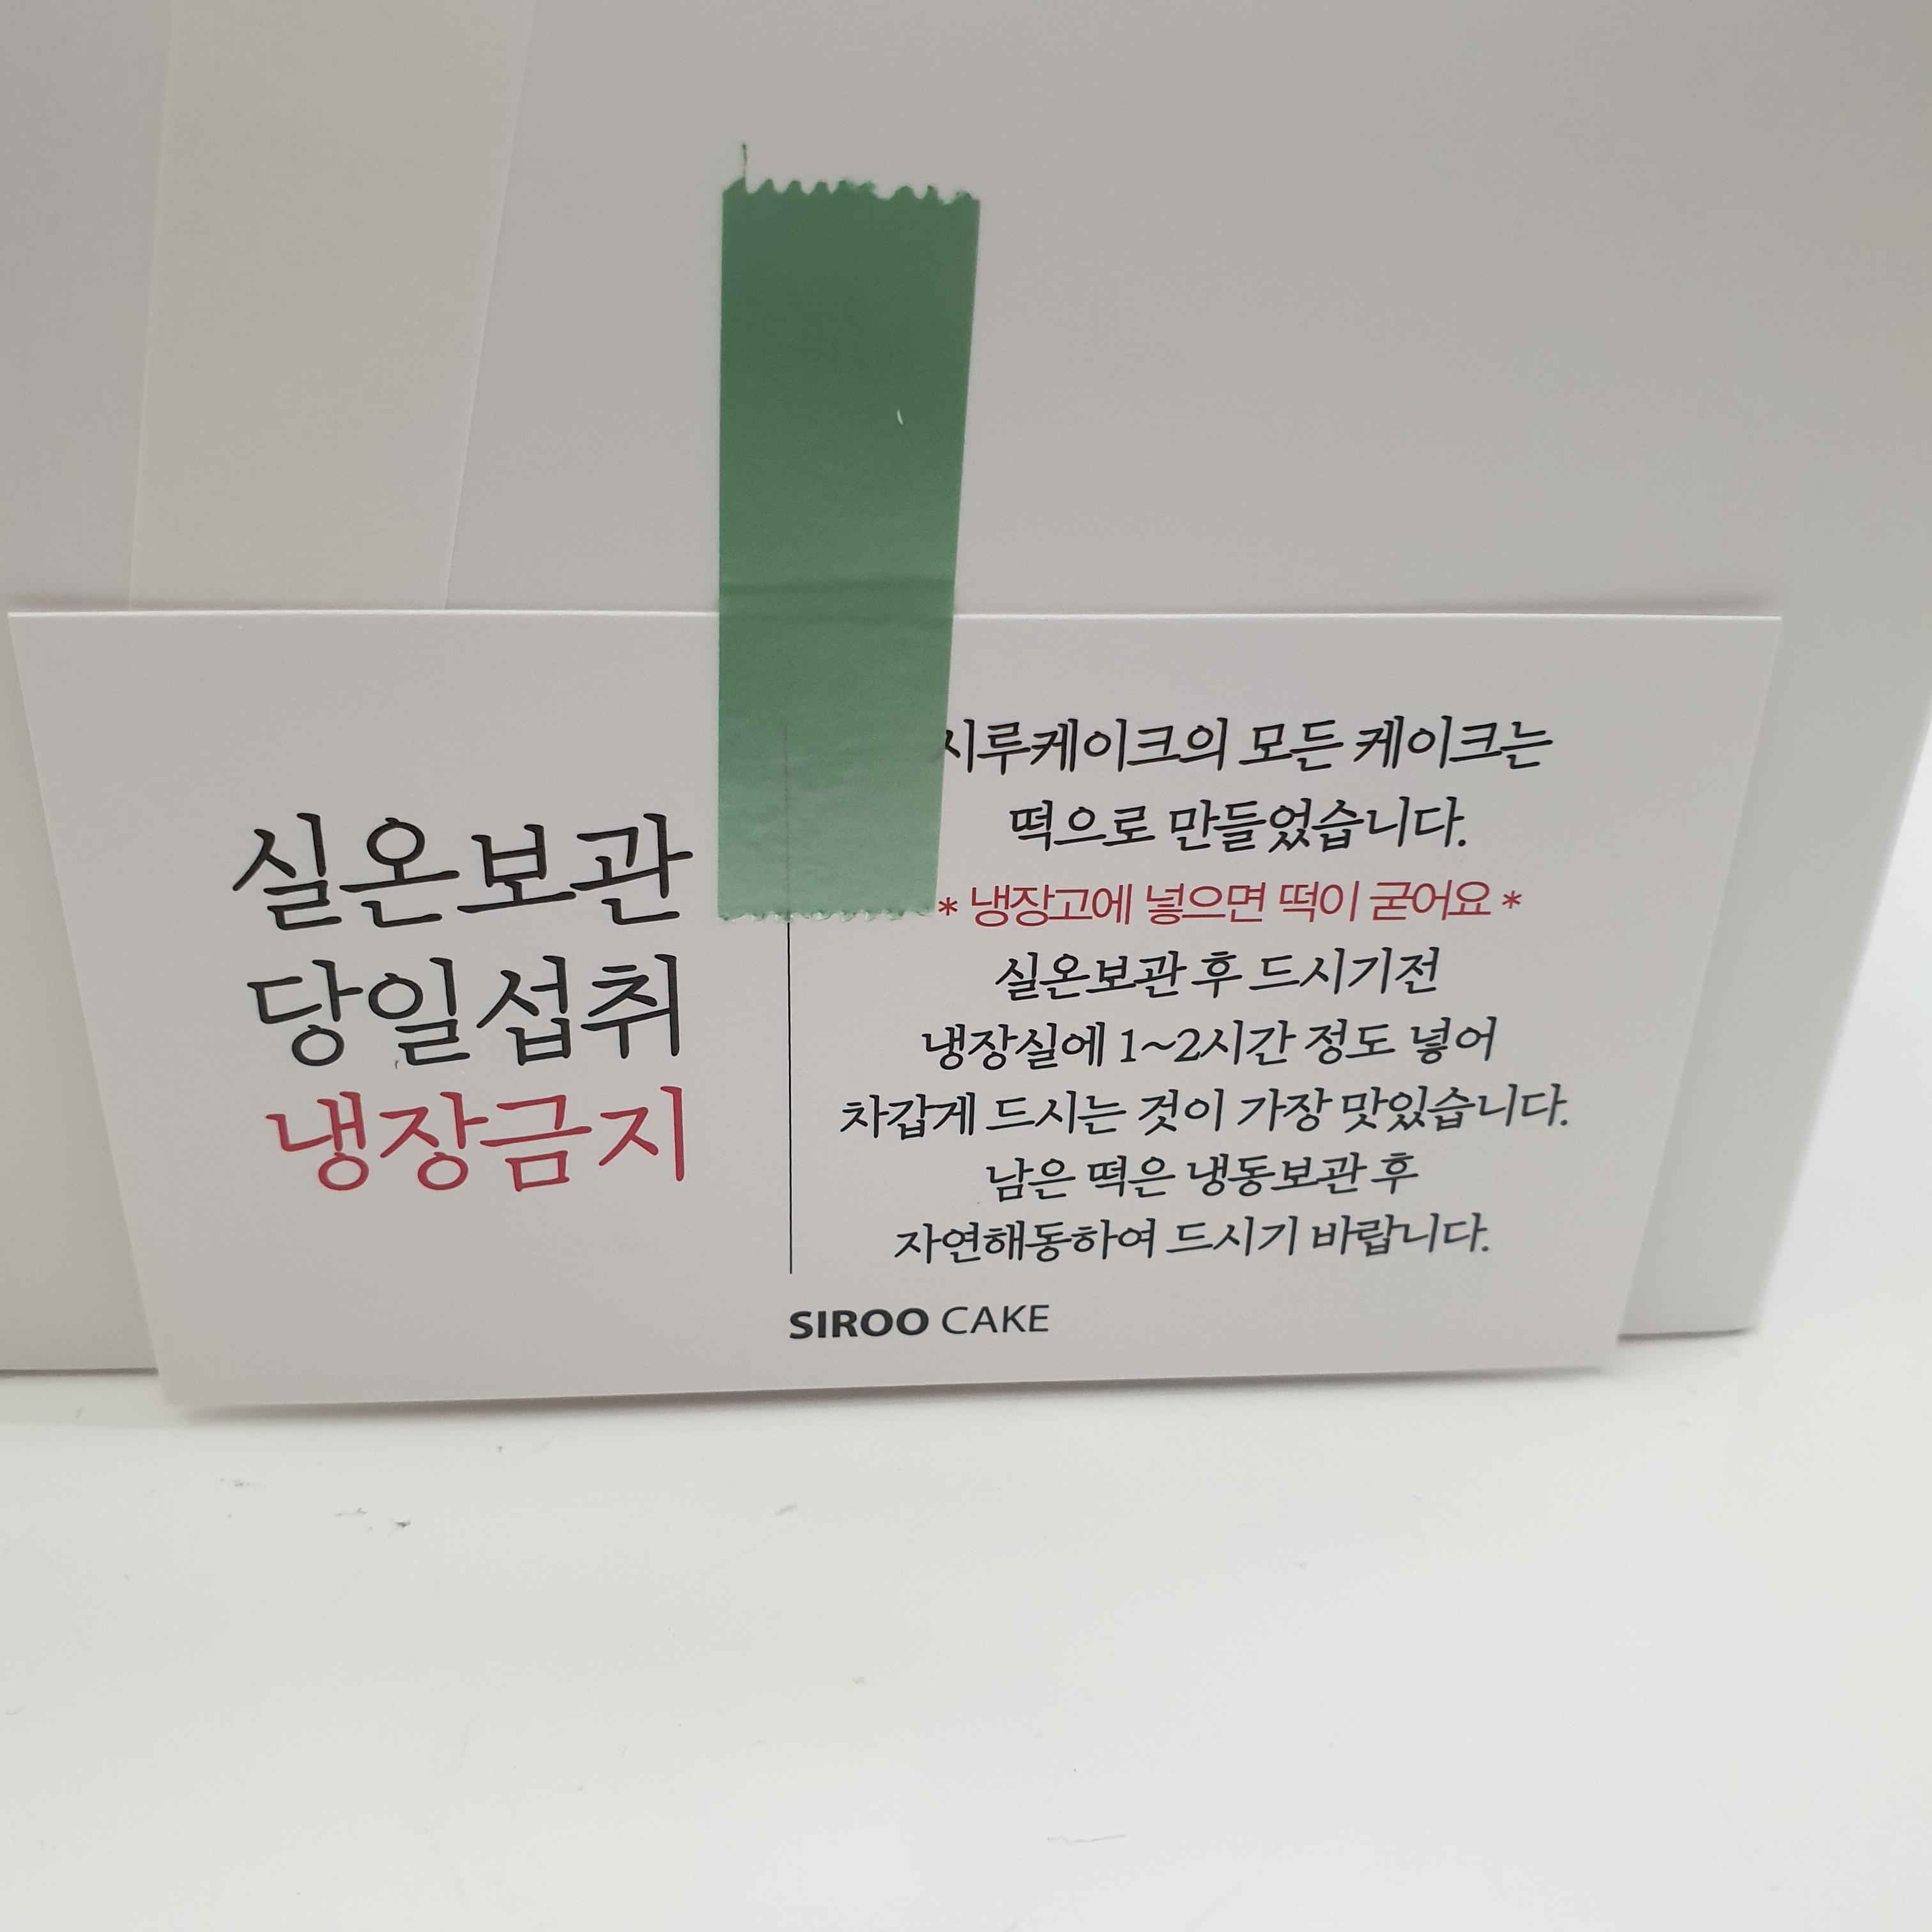 실온보관
당일섭취
냉장금지
시루케이크의 모든 케이크는
떡으로 만들었습니다.
* 냉장고에 넣으면 떡이 굳어요 *
실온보관 후 드시기전
냉장실에 1~2시간 정도 넣어
차갑게 드시는 것이 가장 맛있습니다.
남은 떡은 냉동보관 후
자연해동하여 드시기 바랍니다.
SIROO CAKE